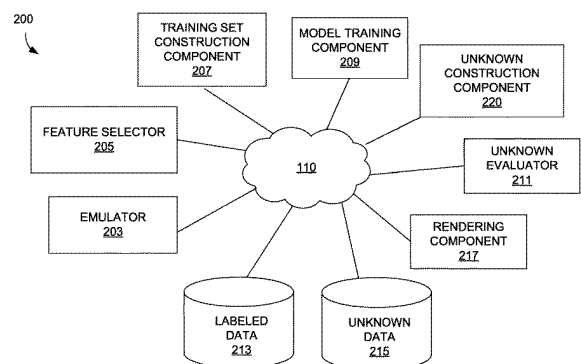 200
TRAINING SET
CONSTRUCTION
COMPONENT
207
MODEL TRAINING
COMPONENT
209
UNKNOWN
CONSTRUCTION
COMPONENT
220
FEATURE SELECTOR
205
110
UNKNOWN
EVALUATOR
211
EMULATOR
203
RENDERING
COMPONENT
217
LABELED
DATA
213
UNKNOWN
DATA
215